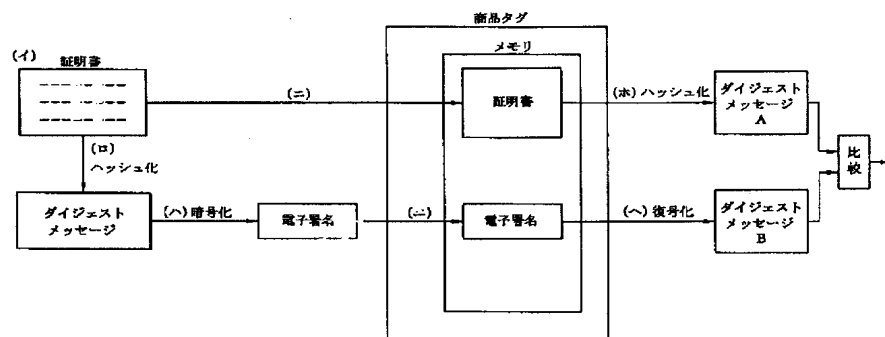 商品タグ
メモリ
(イ)
証明書
(ニ)
証明書
(ホ) ハッシュ化
ダイジェスト
メッセージ
A
(ロ)
ハッシュ化
比
較
ダイジェスト
メッセージ
(ハ) 暗号化
電子署名
(ニ)
電子署名
(ヘ) 復号化
ダイジェスト
メッセージ
B